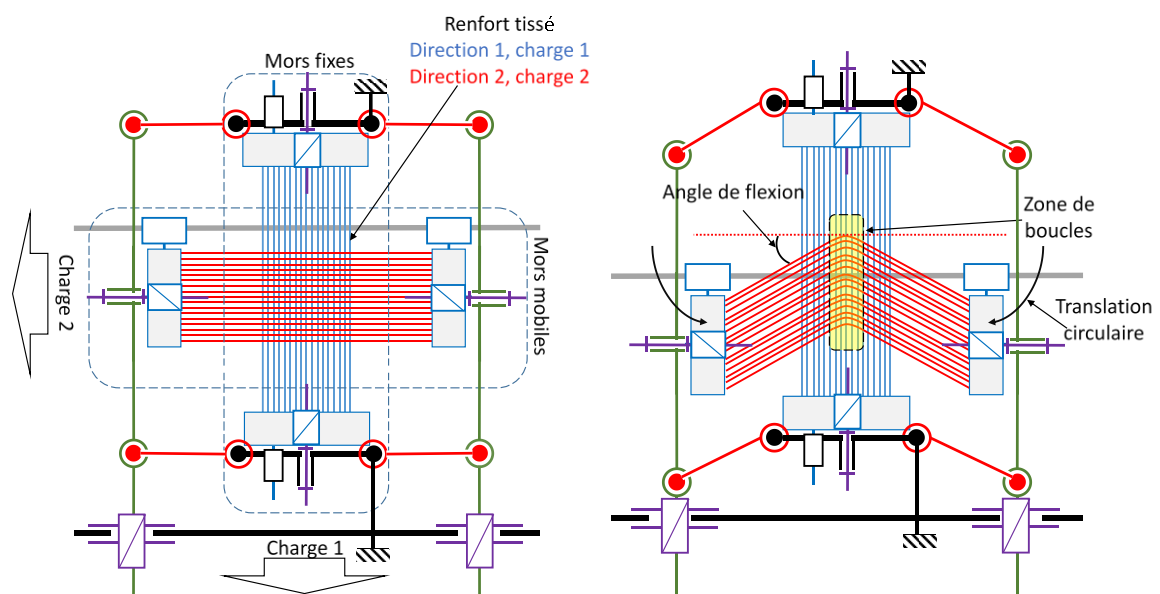 Renfort tissé
Direction 1, charge 1
Direction 2, charge 2
Mors fixes
Charge 2
Mors mobiles
Charge 1
Angle de flexion
Zone de
boucles
Translation
circulaire